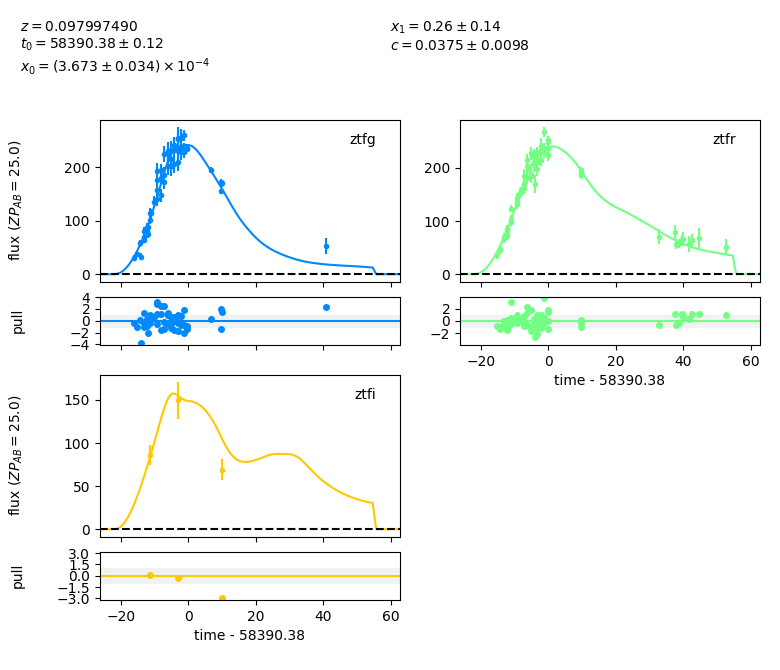 z = 0.097997490
t₀ = 58390.38 ± 0.12
x₀ = (3.673 ± 0.034) × 10⁻⁴
x₁ = 0.26 ± 0.14
c = 0.0375 ± 0.0098
flux (ZP_AB = 25.0)
ztfg
200
100
0
pull
4
2
0
−2
−4
ztfr
200
100
0
2
0
−2
−20
0
20
40
60
time - 58390.38
flux (ZP_AB = 25.0)
ztfi
150
100
50
0
pull
3.0
1.5
0.0
−1.5
−3.0
−20
0
20
40
60
time - 58390.38